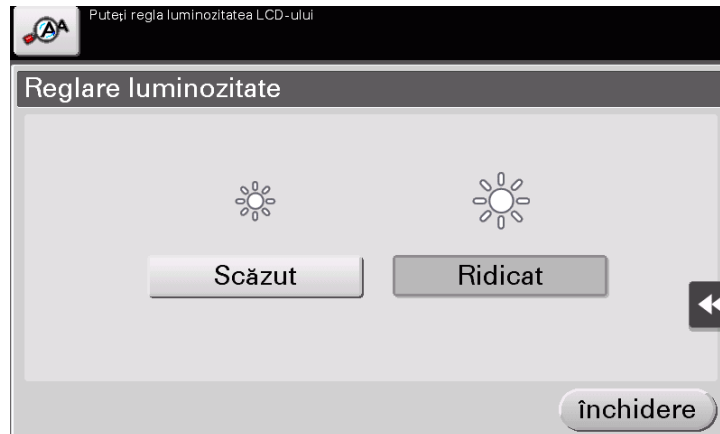 Puteți regla luminozitatea LCD-ului
Reglare luminozitate
Scăzut
Ridicat
închidere